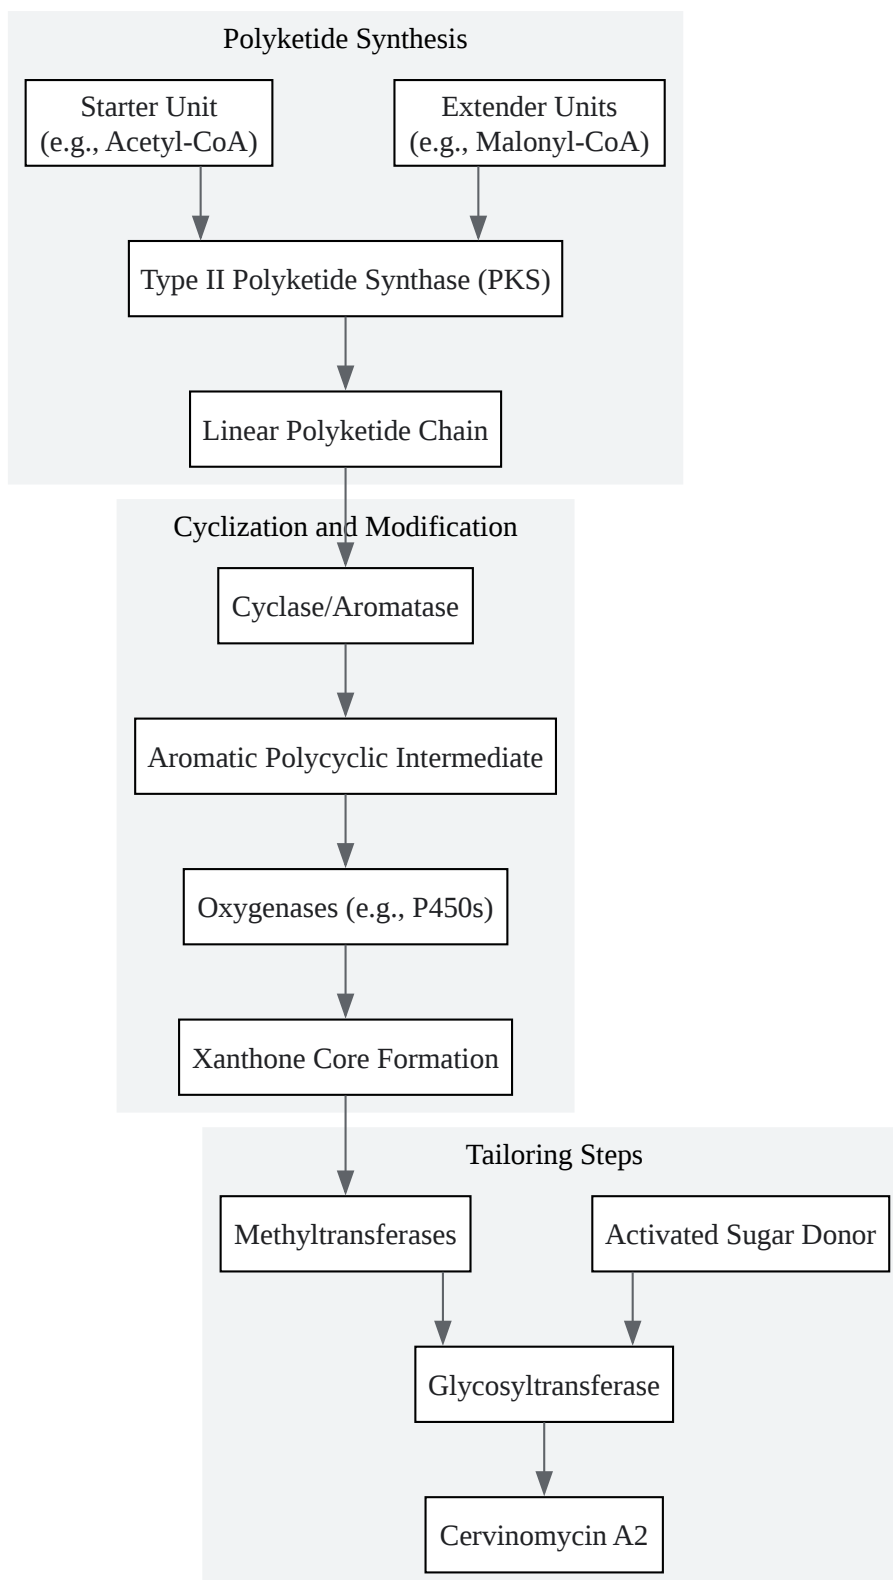 Polyketide Synthesis
Starter Unit
(e.g., Acetyl-CoA)
Extender Units
(e.g., Malonyl-CoA)
Type II Polyketide Synthase (PKS)
Linear Polyketide Chain
Cyclization and Modification
Cyclase/Aromatase
Aromatic Polycyclic Intermediate
Oxygenases (e.g., P450s)
Xanthone Core Formation
Tailoring Steps
Methyltransferases
Activated Sugar Donor
Glycosyltransferase
Cervinomycin A2